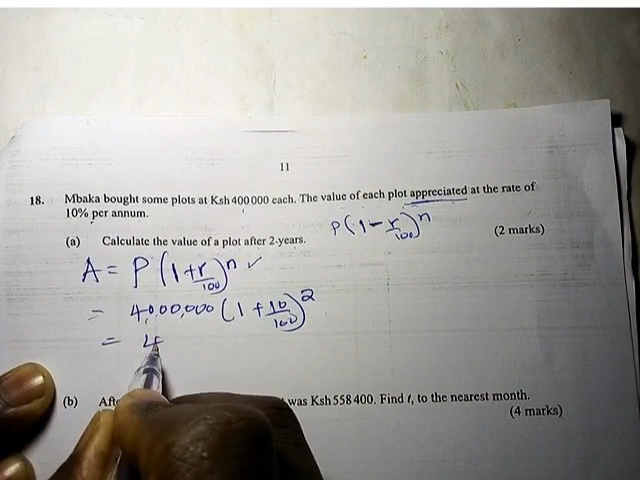 11
18. Mbaka bought some plots at Ksh 400 000 each. The value of each plot appreciated at the rate of
10% per annum.
P(1-r/100)^n
(a) Calculate the value of a plot after 2 years. (2 marks)
A = P(1+r/100)^n ✓
= 400,000(1+10/100)^2
= 4
(b) was Ksh 558 400. Find t, to the nearest month.
(4 marks)